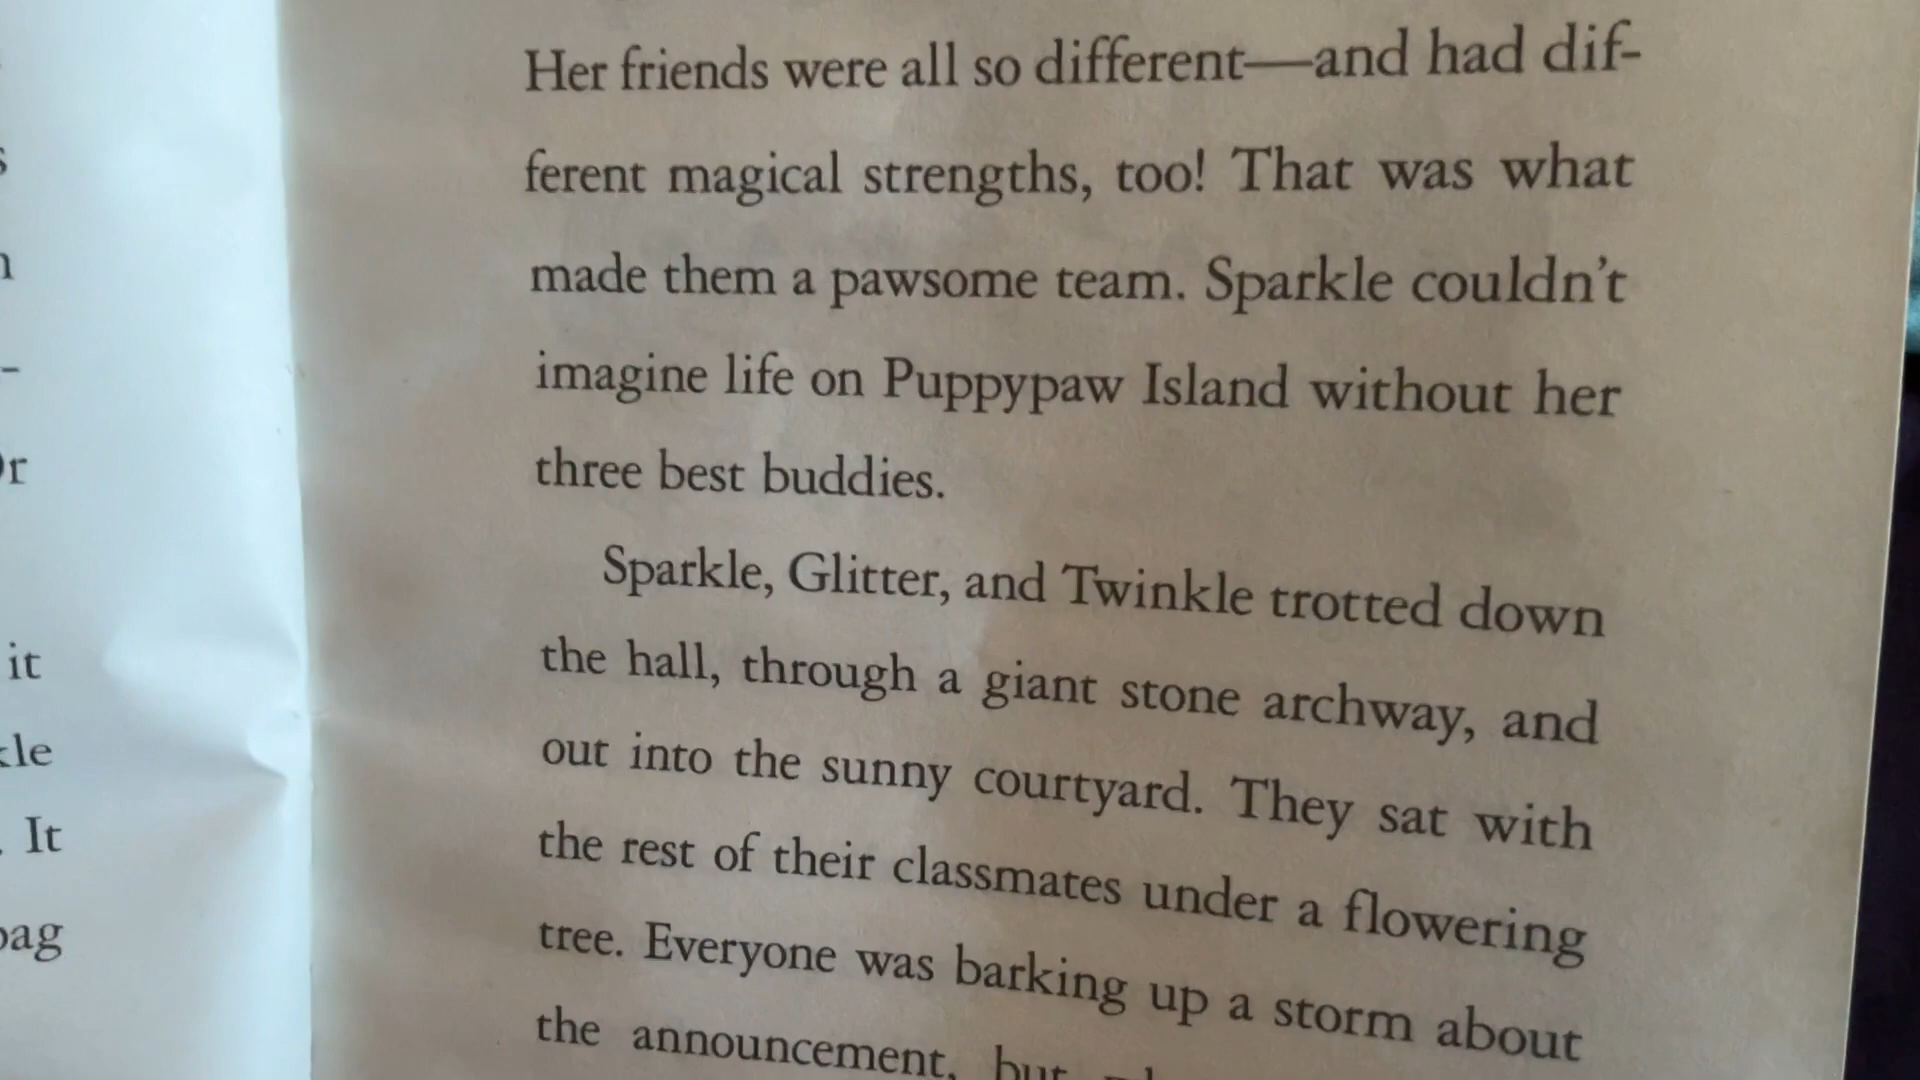 Her friends were all so different—and had dif-
ferent magical strengths, too! That was what
made them a pawsome team. Sparkle couldn't
imagine life on Puppypaw Island without her
three best buddies.
Sparkle, Glitter, and Twinkle trotted down
the hall, through a giant stone archway, and
out into the sunny courtyard. They sat with
the rest of their classmates under a flowering
tree. Everyone was barking up a storm about
the announcement, but
it
It